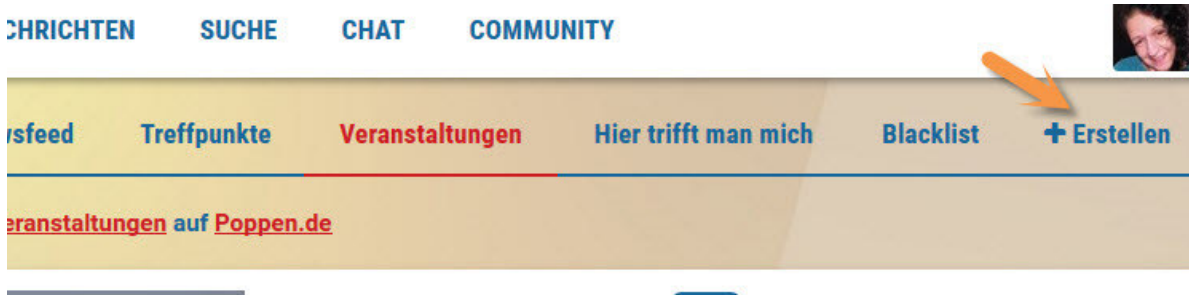 CHRICHTEN SUCHE CHAT COMMUNITY
sfeed Treffpunkte Veranstaltungen Hier trifft man mich Blacklist + Erstellen
eranstaltungen auf Poppen.de